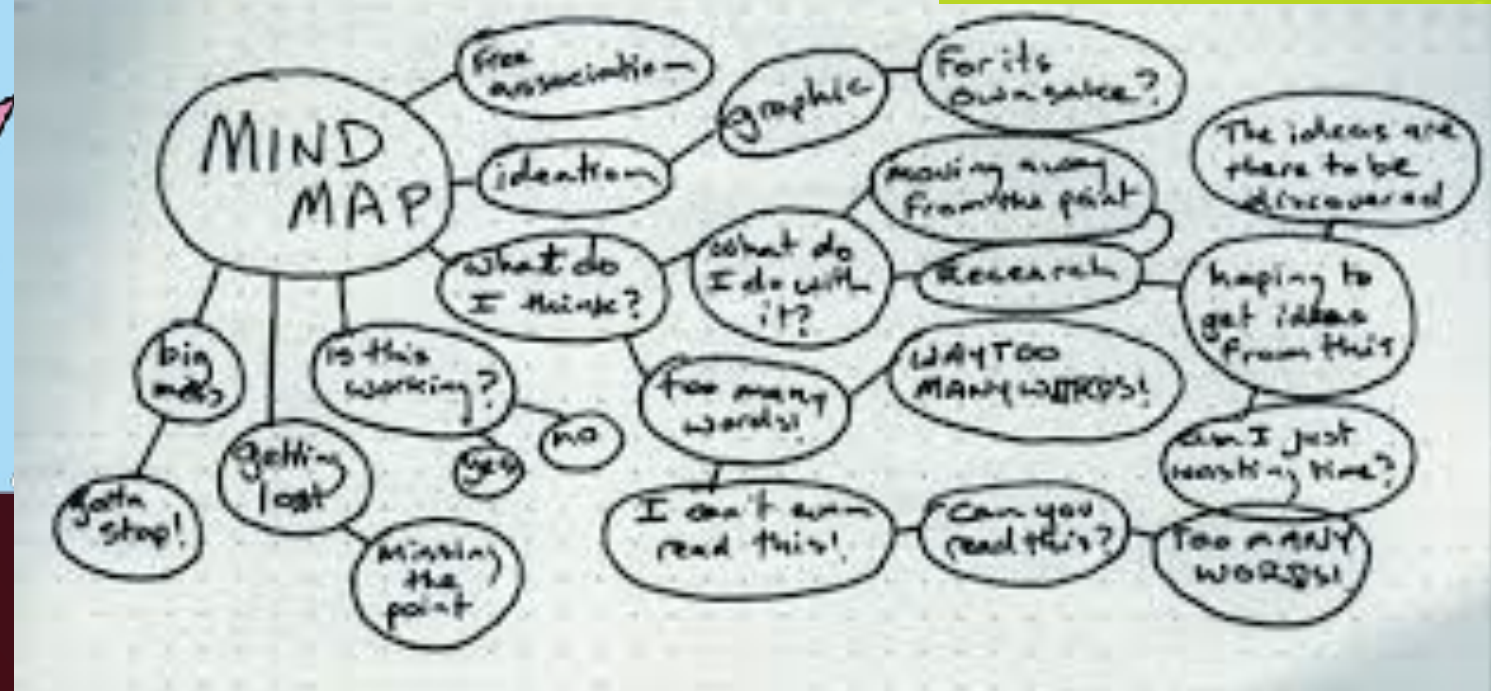 MIND
MAP
Free
association
ideation
graphic
For its
own sake?
what do
I think?
what do
I do with
it?
moving away
from the point
Research
hoping to
get ideas
from this
The ideas are
there to be
discovered
am I just
wasting time?
too many
words!
WAY TOO
MANY WORDS!
I can't even
read this!
can you
read this?
TOO MANY
WORDS!
is this
working?
yes
no
getting
lost
missing
the
point
big
mess
gotta
stop!